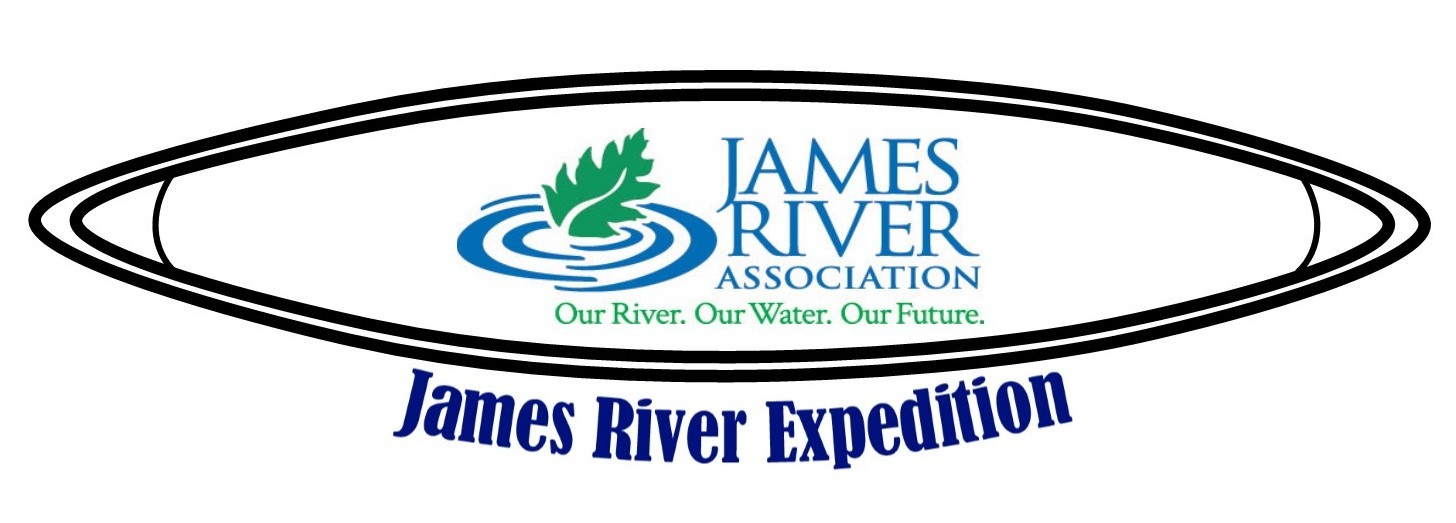 JAMES
RIVER
ASSOCIATION
Our River. Our Water. Our Future.
James River Expedition